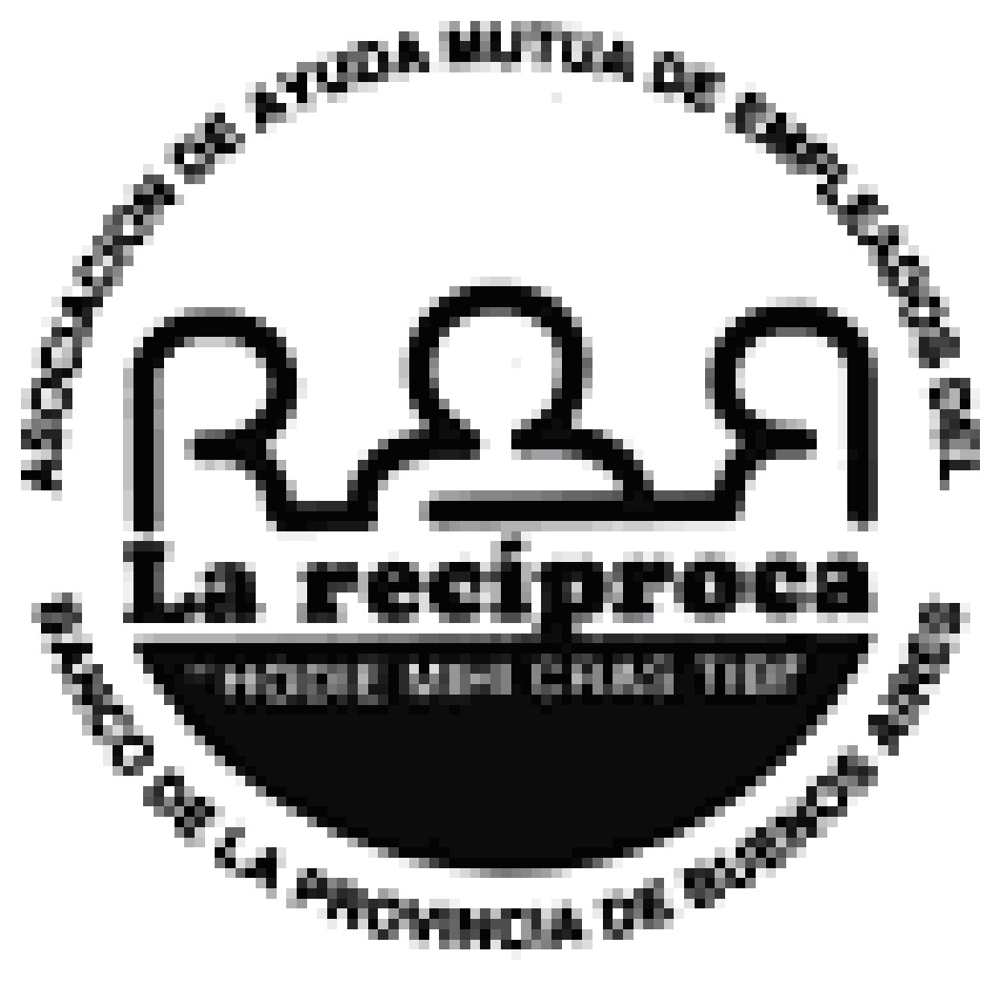 ASOCIACION DE AYUDA MUTUA DE EMPLEADOS DEL
La recíproca
"HODIE MIHI CRAS TIBI"
BANCO DE LA PROVINCIA DE BUENOS AIRES